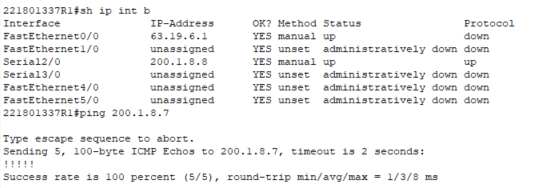 221801337R1#sh ip int b
Interface IP-Address OK? Method Status Protocol
FastEthernet0/0 63.19.6.1 YES manual up down
FastEthernet1/0 unassigned YES unset administratively down down
Serial2/0 200.1.8.8 YES manual up up
Serial3/0 unassigned YES unset administratively down down
FastEthernet4/0 unassigned YES unset administratively down down
FastEthernet5/0 unassigned YES unset administratively down down
221801337R1#ping 200.1.8.7
Type escape sequence to abort.
Sending 5, 100-byte ICMP Echos to 200.1.8.7, timeout is 2 seconds:
!!!!!
Success rate is 100 percent (5/5), round-trip min/avg/max = 1/3/8 ms